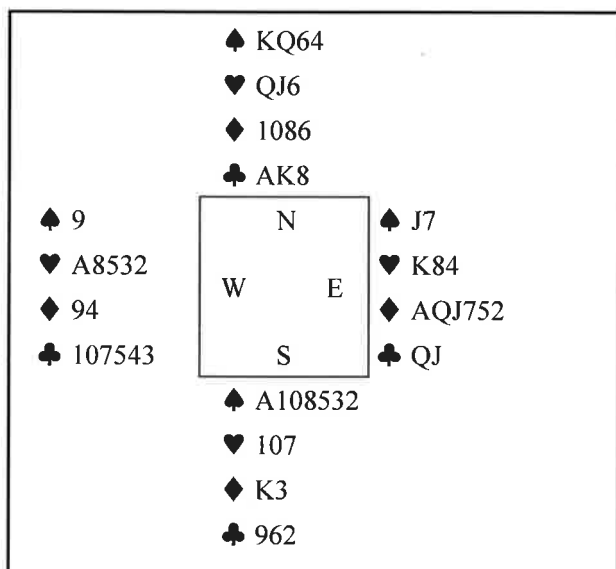 ♠ KQ64
♥ QJ6
♦ 1086
♣ AK8
♠ 9 N ♠ J7
♥ A8532 ♥ K84
♦ 94 W E ♦ AQJ752
♣ 107543 S ♣ QJ
♠ A108532
♥ 107
♦ K3
♣ 962